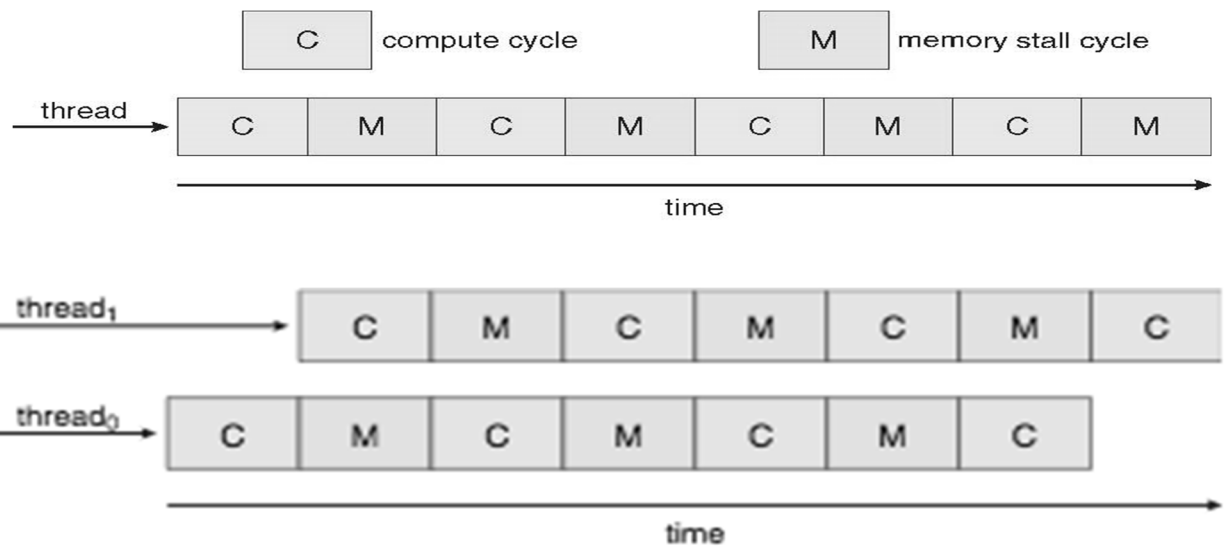 C compute cycle M memory stall cycle
thread C M C M C M C M
time
thread₁ C M C M C M C
thread₀ C M C M C M C
time